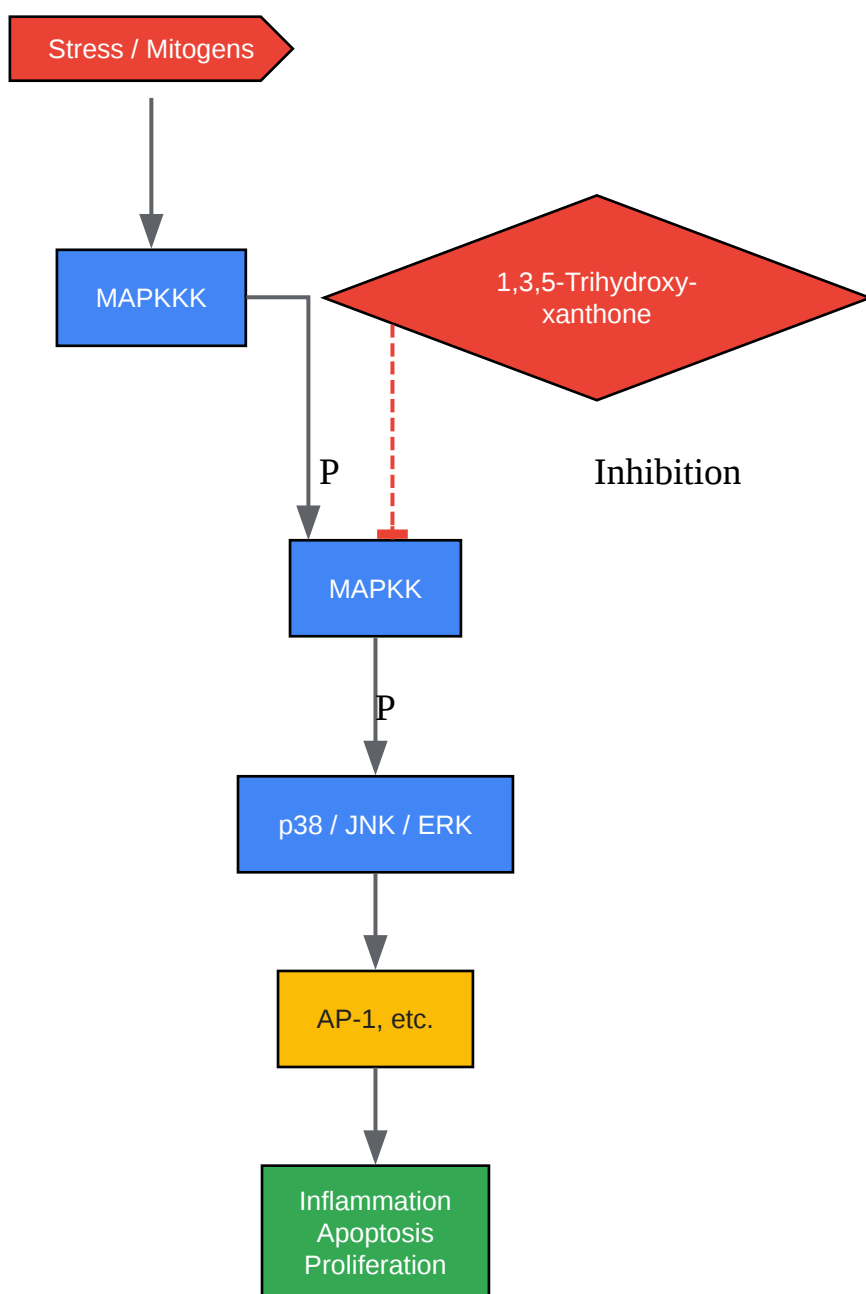 Stress / Mitogens
MAPKKK
1,3,5-Trihydroxy-
xanthone
P
Inhibition
MAPKK
P
p38 / JNK / ERK
AP-1, etc.
Inflammation
Apoptosis
Proliferation